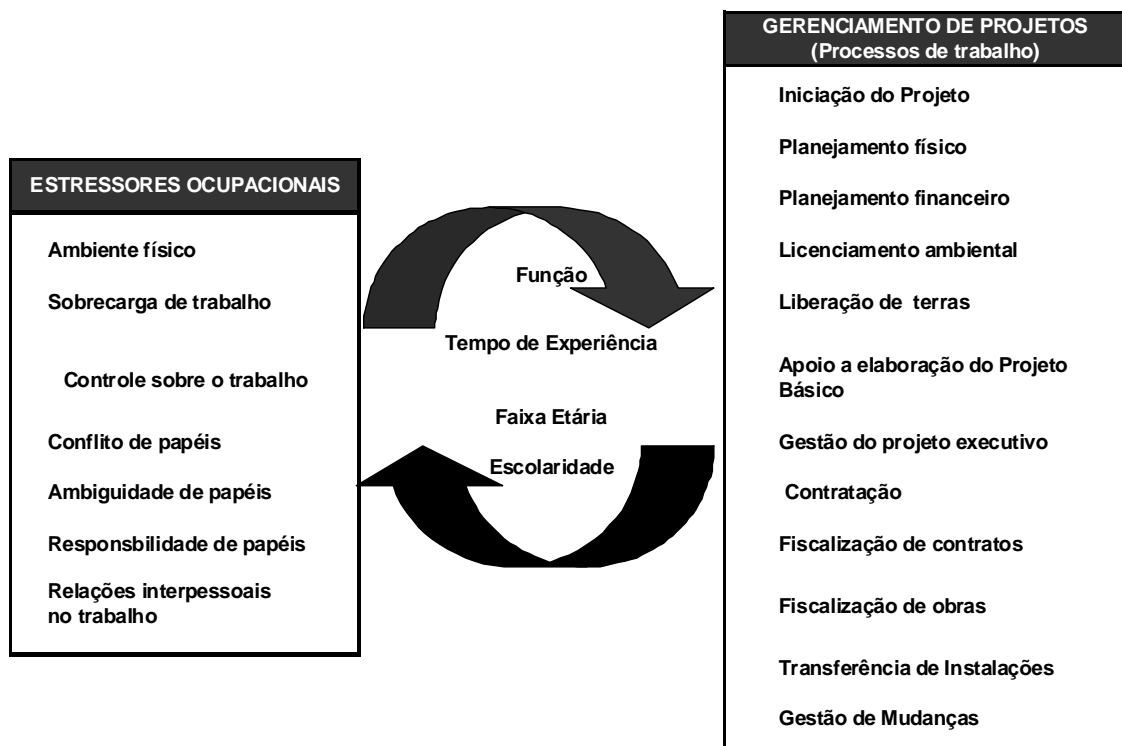 ESTRESSORES OCUPACIONAIS
Ambiente físico
Sobrecarga de trabalho
Controle sobre o trabalho
Conflito de papéis
Ambiguidade de papéis
Responsbilidade de papéis
Relações interpessoais
no trabalho
Função
Tempo de Experiência
Faixa Etária
Escolaridade
GERENCIAMENTO DE PROJETOS
(Processos de trabalho)
Iniciação do Projeto
Planejamento físico
Planejamento financeiro
Licenciamento ambiental
Liberação de terras
Apoio a elaboração do Projeto
Básico
Gestão do projeto executivo
Contratação
Fiscalização de contratos
Fiscalização de obras
Transferência de Instalações
Gestão de Mudanças